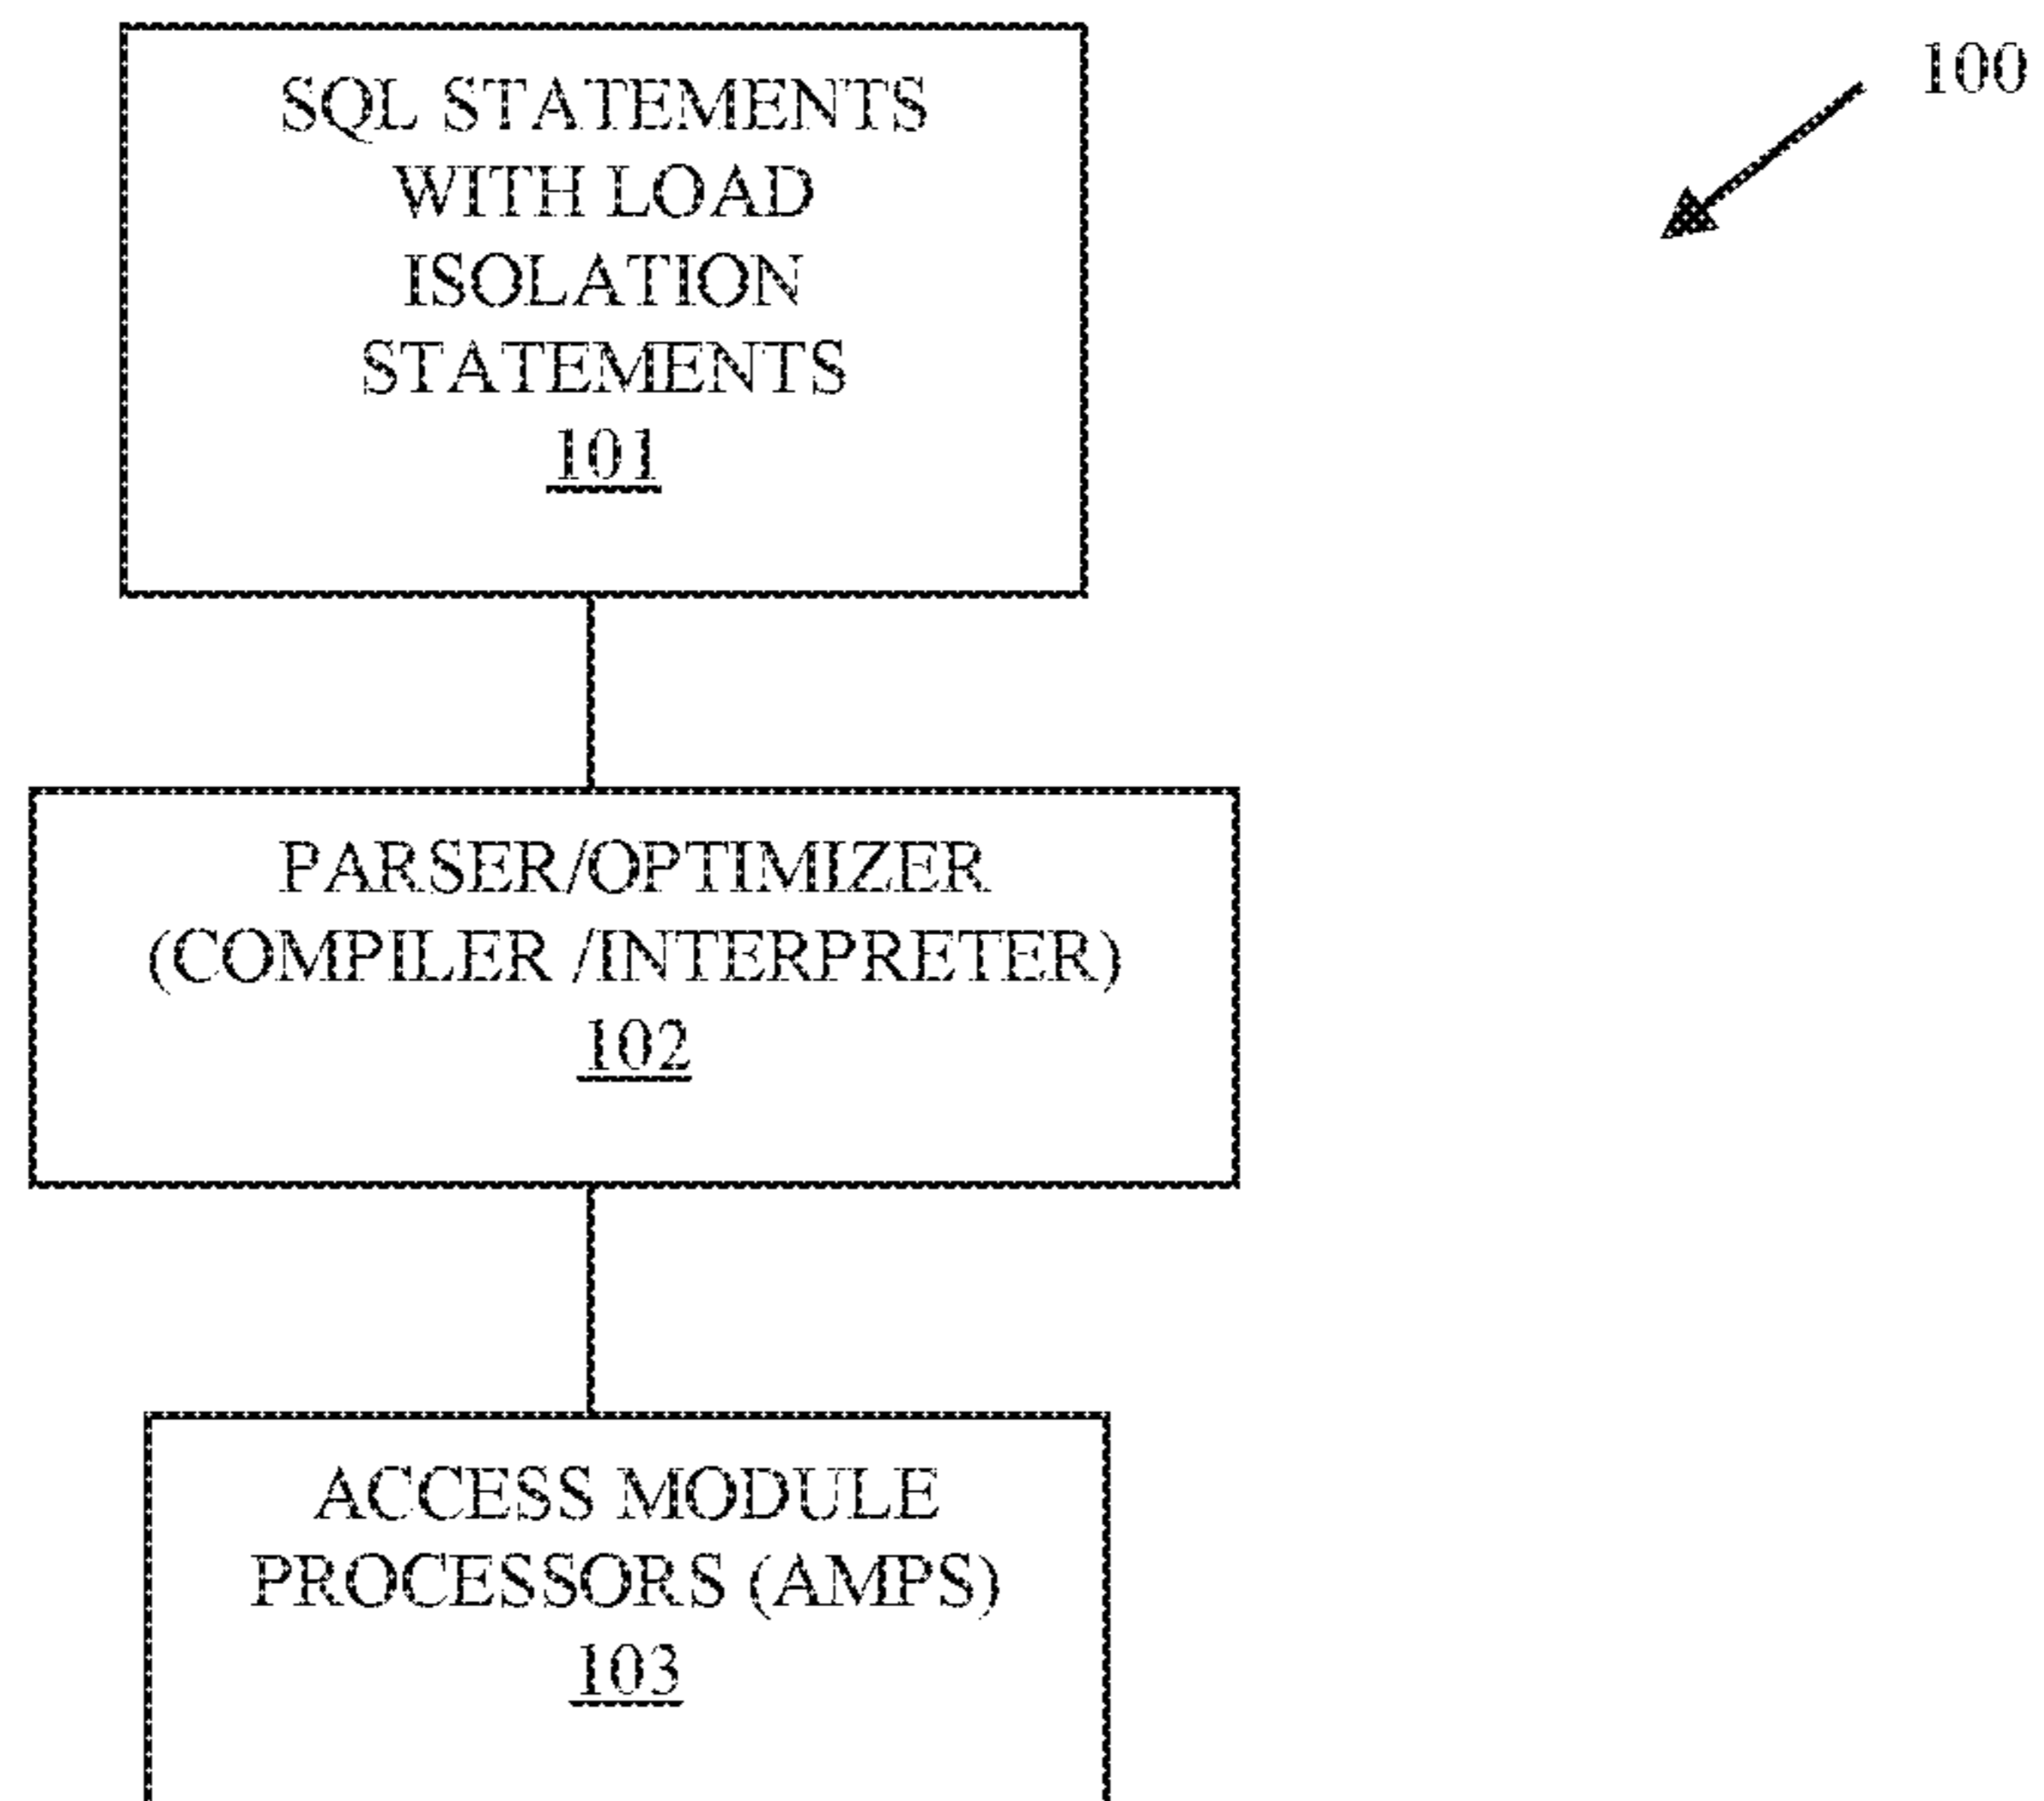 100
SQL STATEMENTS
WITH LOAD
ISOLATION
STATEMENTS
101
PARSER/OPTIMIZER
(COMPILER /INTERPRETER)
102
ACCESS MODULE
PROCESSORS (AMPS)
103